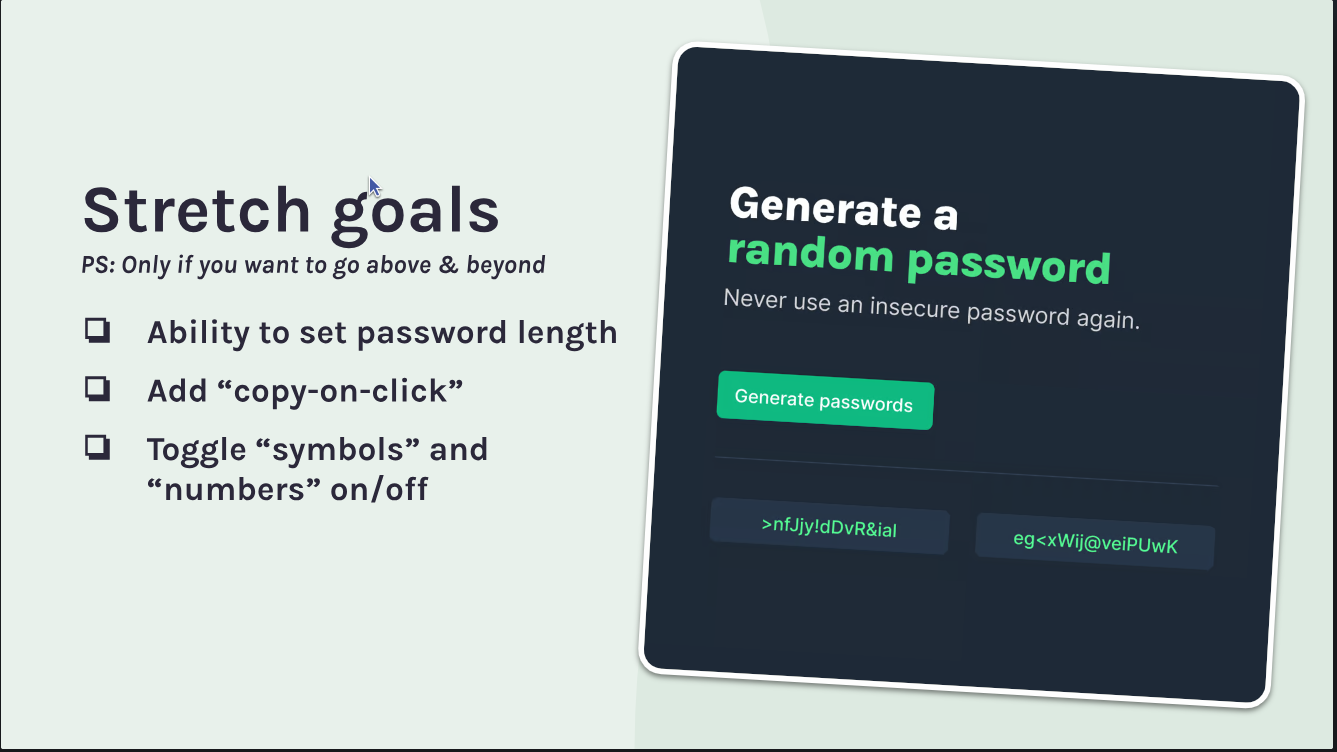 Stretch goals
PS: Only if you want to go above & beyond
Ability to set password length
Add “copy-on-click”
Toggle “symbols” and
“numbers” on/off
Generate a
random password
Never use an insecure password again.
Generate passwords
>nfJjy!dDvR&ial
eg<xWij@veiPUwK